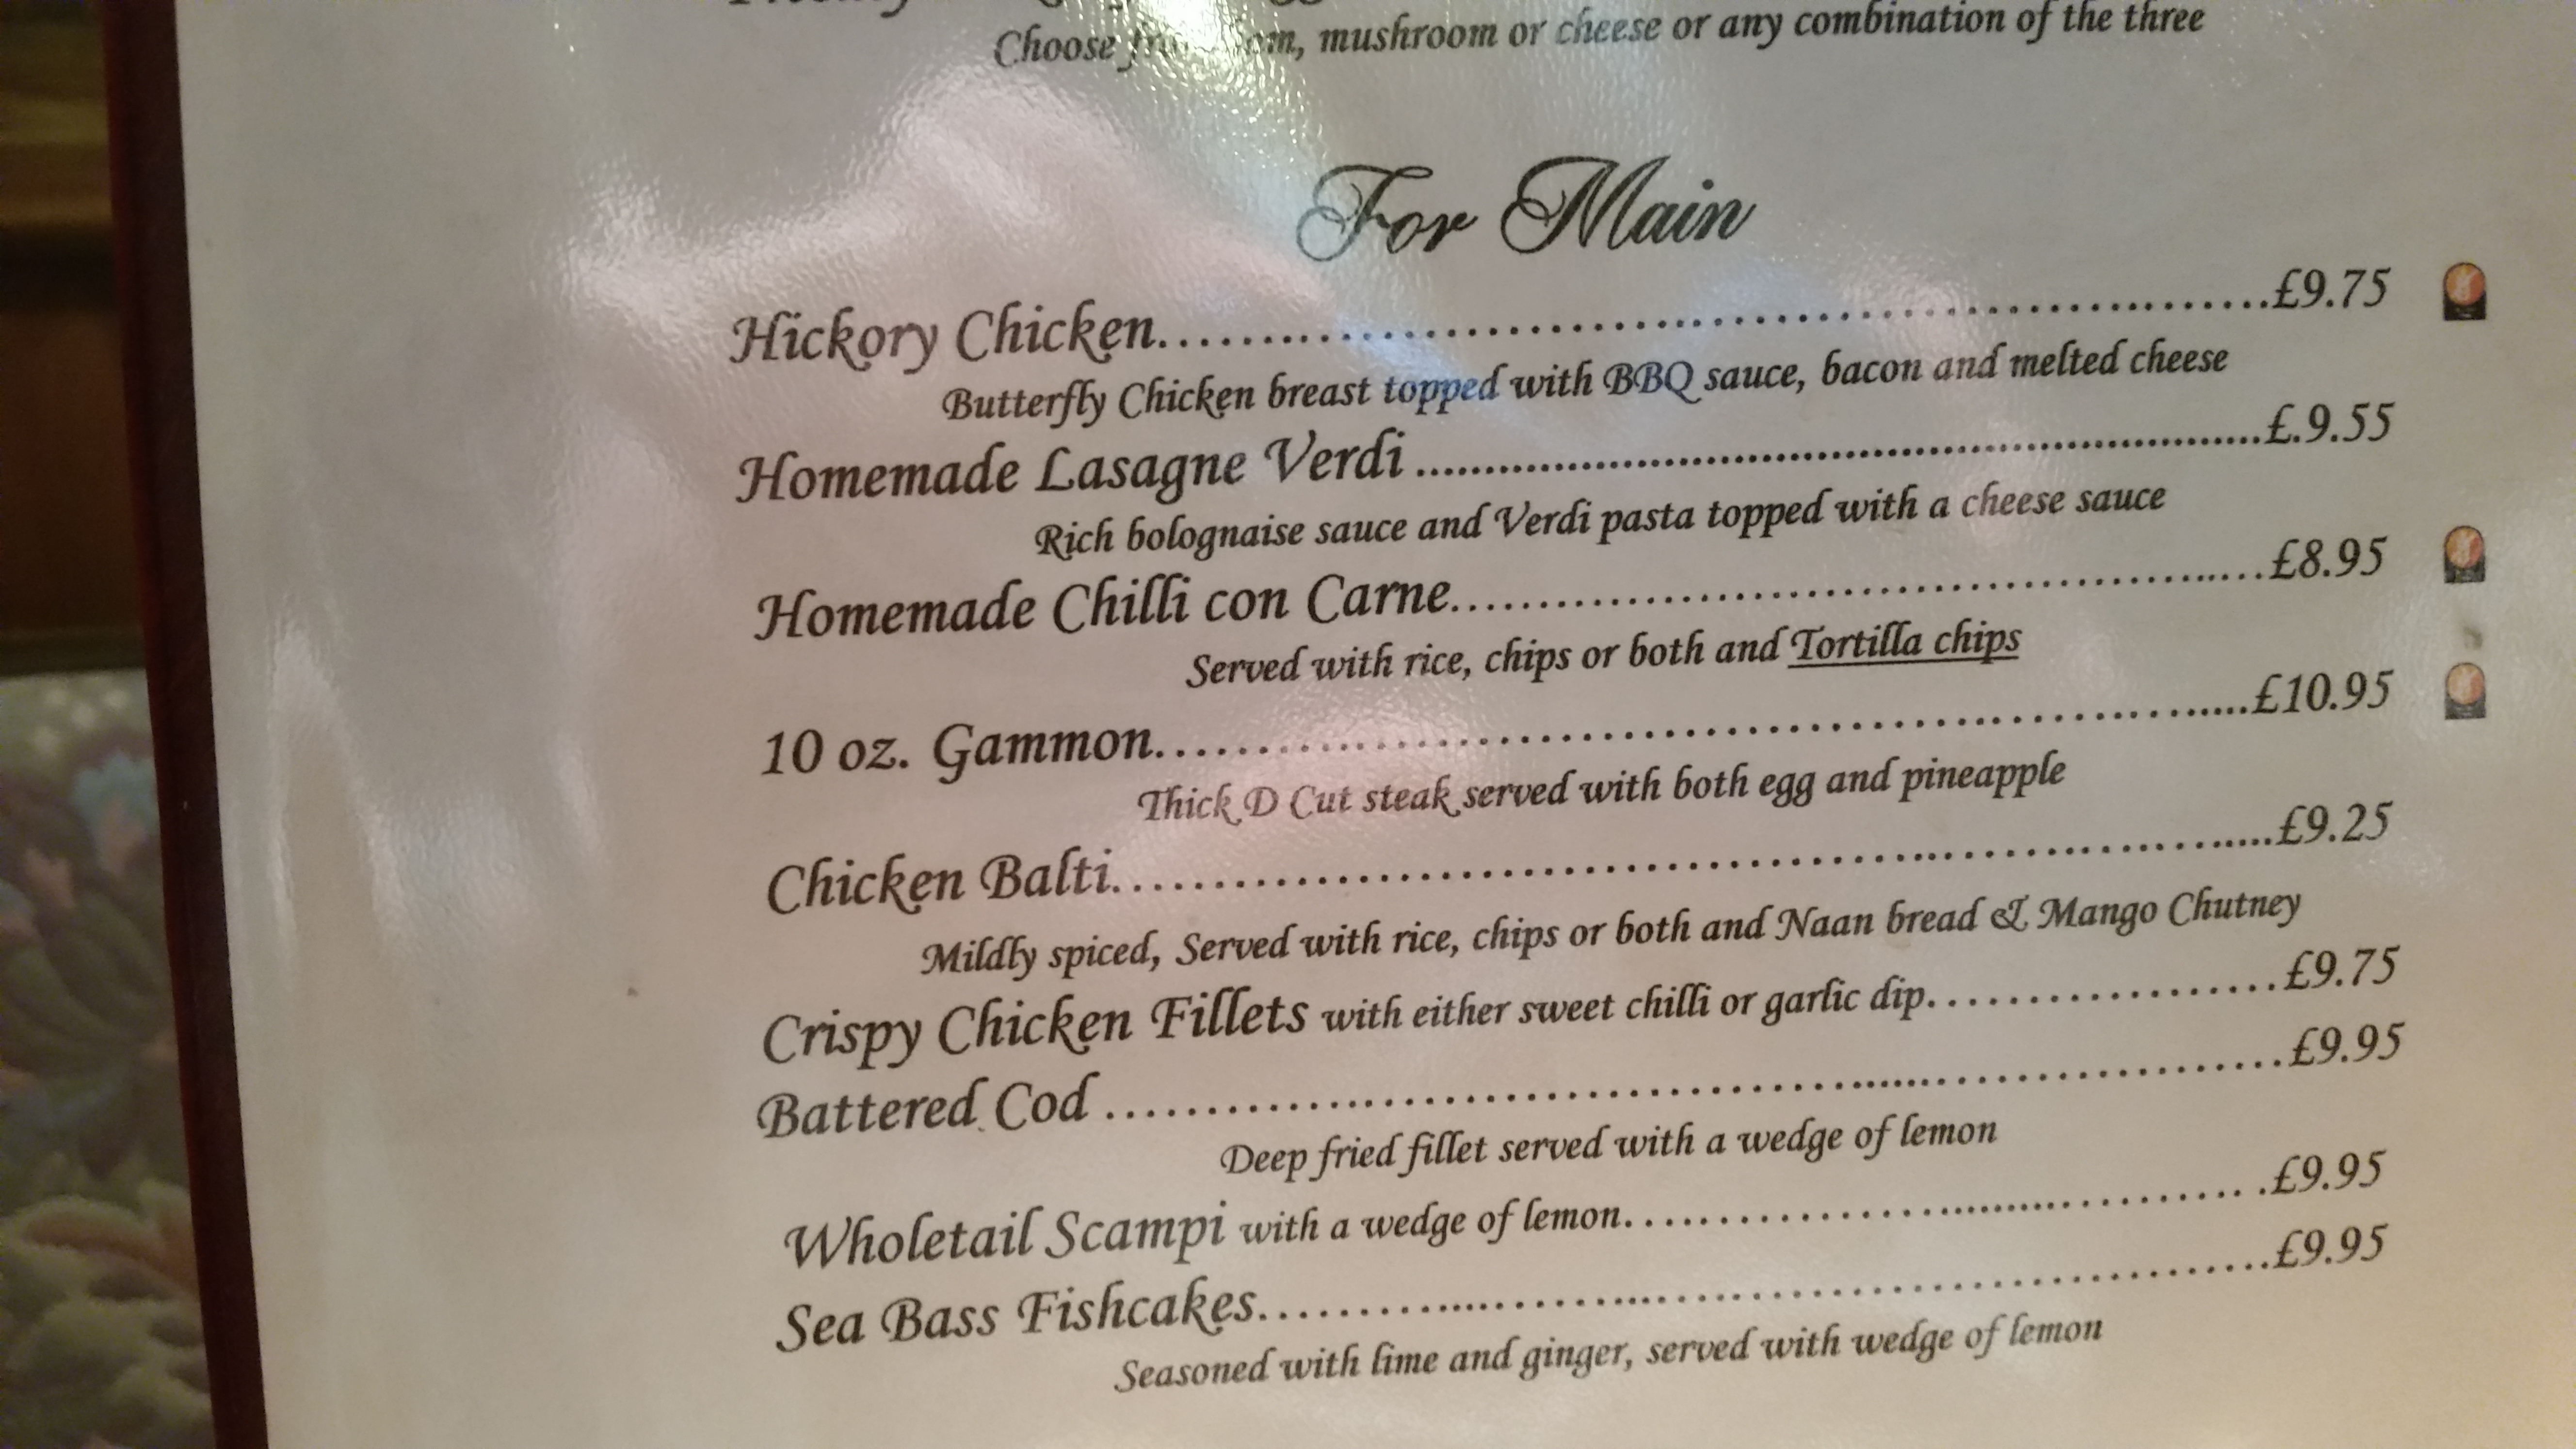 Choose mushroom or cheese or any combination of the three
For Main
Hickory Chicken................................................£9.75
Butterfly Chicken breast topped with BBQ sauce, bacon and melted cheese
Homemade Lasagne Verdi ................................................£.9.55
Rich bolognaise sauce and Verdi pasta topped with a cheese sauce
Homemade Chilli con Carne................................................£8.95
Served with rice, chips or both and Tortilla chips
10 oz. Gammon................................................£10.95
Thick D Cut steak served with both egg and pineapple
Chicken Balti................................................£9.25
Mildly spiced, Served with rice, chips or both and Naan bread & Mango Chutney
Crispy Chicken Fillets with either sweet chilli or garlic dip....................£9.75
Battered Cod ................................................£9.95
Deep fried fillet served with a wedge of lemon
Wholetail Scampi with a wedge of lemon................................£9.95
Sea Bass Fishcakes................................................£9.95
Seasoned with lime and ginger, served with wedge of lemon